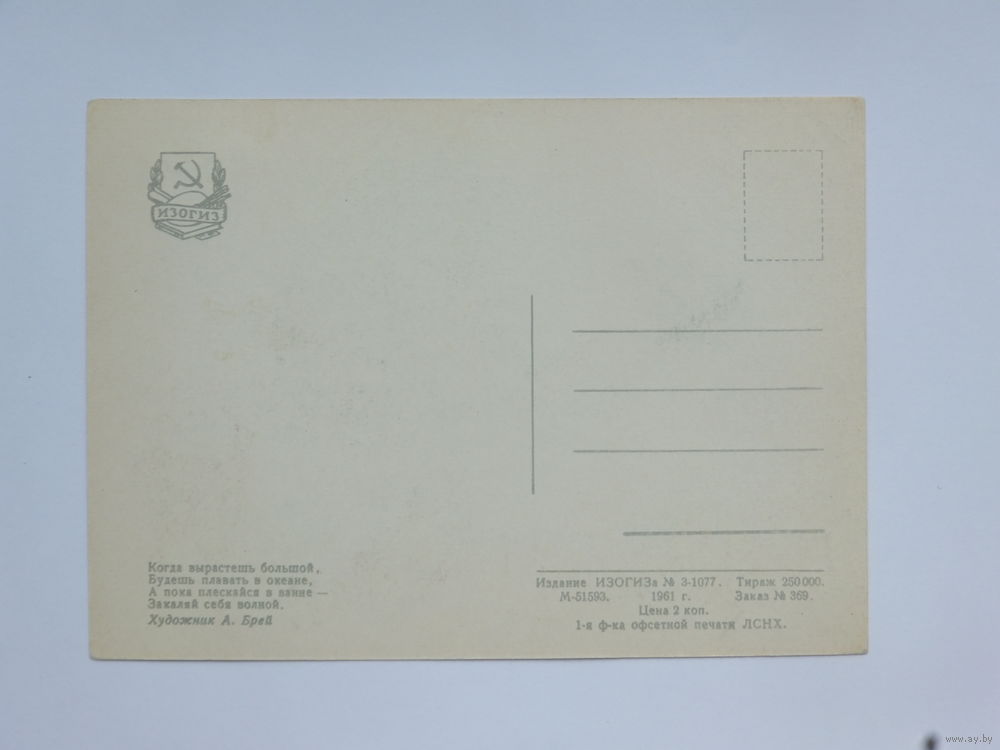 ИЗОГИЗ
Когда вырастешь большой,
Будешь плавать в океане,
А пока плескайся в ванне —
Закаляй себя волной.
Художник А. Брей
Издание ИЗОГИЗа № 3-1077. Тираж 250 000.
М-51593. 1961 г. Заказ № 369.
Цена 2 коп.
1-я ф-ка офсетной печати ЛСНХ.
www.ay.by